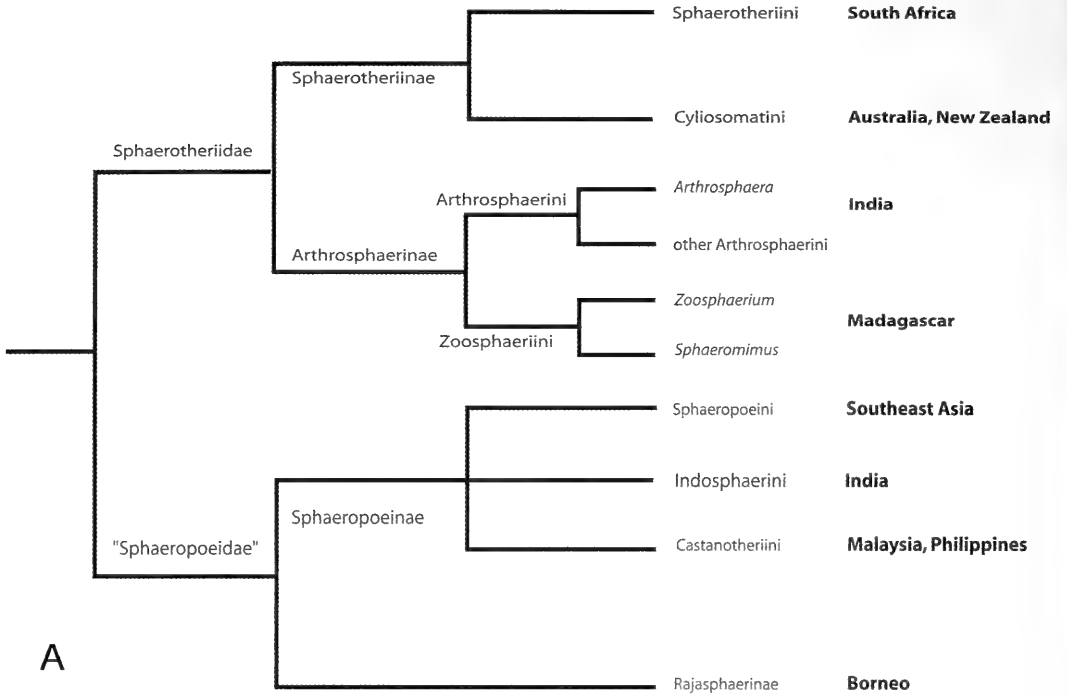 Sphaerotheriini South Africa
Sphaerotheriinae
Cyliosomatini Australia, New Zealand
Sphaerotheriidae
Arthrosphaera
Arthrosphaerini India
other Arthrosphaerini
Arthrosphaerinae
Zoosphaerium
Madagascar
Zoosphaeriini
Sphaeromimus
Sphaeropoeini Southeast Asia
Indosphaerini India
Sphaeropoeinae
"Sphaeropoeidae" Castanotheriini Malaysia, Philippines
A
Rajasphaerinae Borneo